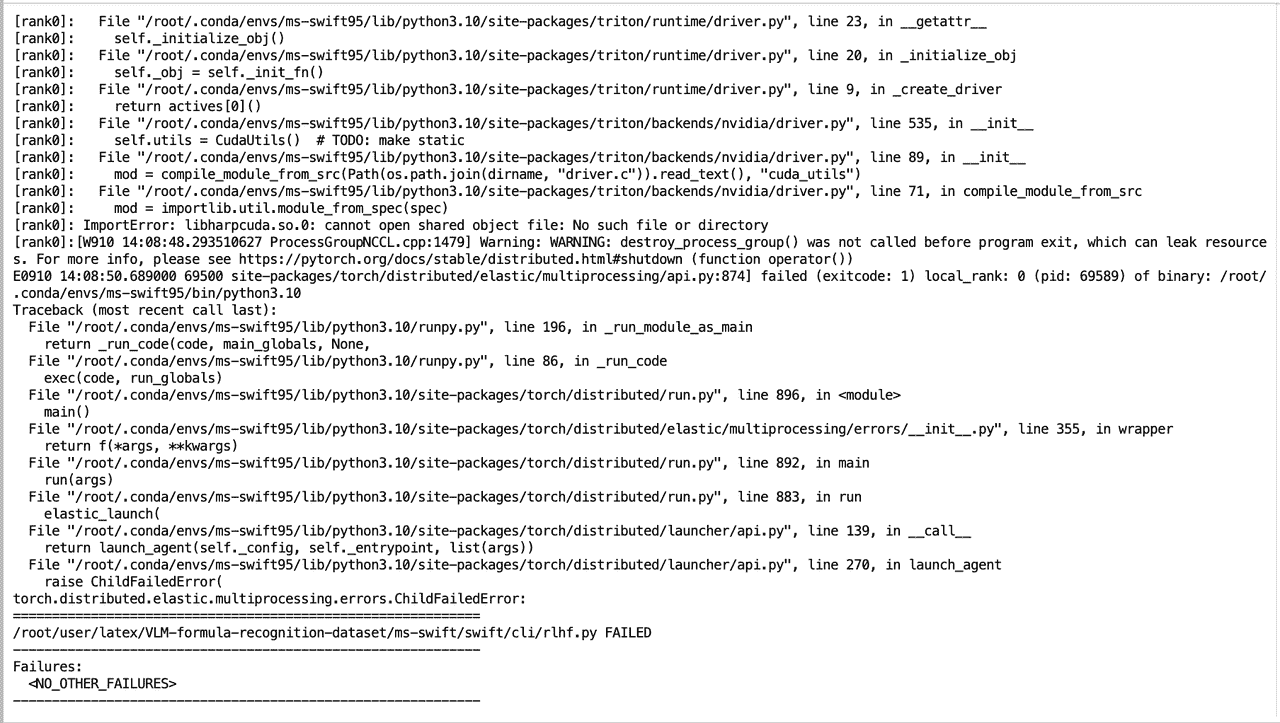 [rank0]:   File "/root/.conda/envs/ms-swift95/lib/python3.10/site-packages/triton/runtime/driver.py", line 23, in __getattr__
[rank0]:     self._initialize_obj()
[rank0]:   File "/root/.conda/envs/ms-swift95/lib/python3.10/site-packages/triton/runtime/driver.py", line 20, in _initialize_obj
[rank0]:     self._obj = self._init_fn()
[rank0]:   File "/root/.conda/envs/ms-swift95/lib/python3.10/site-packages/triton/runtime/driver.py", line 9, in _create_driver
[rank0]:     return actives[0]()
[rank0]:   File "/root/.conda/envs/ms-swift95/lib/python3.10/site-packages/triton/backends/nvidia/driver.py", line 535, in __init__
[rank0]:     self.utils = CudaUtils()  # TODO: make static
[rank0]:   File "/root/.conda/envs/ms-swift95/lib/python3.10/site-packages/triton/backends/nvidia/driver.py", line 89, in __init__
[rank0]:     mod = compile_module_from_src(Path(os.path.join(dirname, "driver.c")).read_text(), "cuda_utils")
[rank0]:   File "/root/.conda/envs/ms-swift95/lib/python3.10/site-packages/triton/backends/nvidia/driver.py", line 71, in compile_module_from_src
[rank0]:     mod = importlib.util.module_from_spec(spec)
[rank0]: ImportError: libharpcuda.so.0: cannot open shared object file: No such file or directory
[rank0]:[W910 14:08:48.293510627 ProcessGroupNCCL.cpp:1479] Warning: WARNING: destroy_process_group() was not called before program exit, which can leak resource
s. For more info, please see https://pytorch.org/docs/stable/distributed.html#shutdown (function operator())
E0910 14:08:50.689000 69500 site-packages/torch/distributed/elastic/multiprocessing/api.py:874] failed (exitcode: 1) local_rank: 0 (pid: 69589) of binary: /root/
.conda/envs/ms-swift95/bin/python3.10
Traceback (most recent call last):
  File "/root/.conda/envs/ms-swift95/lib/python3.10/runpy.py", line 196, in _run_module_as_main
    return _run_code(code, main_globals, None,
  File "/root/.conda/envs/ms-swift95/lib/python3.10/runpy.py", line 86, in _run_code
    exec(code, run_globals)
  File "/root/.conda/envs/ms-swift95/lib/python3.10/site-packages/torch/distributed/run.py", line 896, in <module>
    main()
  File "/root/.conda/envs/ms-swift95/lib/python3.10/site-packages/torch/distributed/elastic/multiprocessing/errors/__init__.py", line 355, in wrapper
    return f(*args, **kwargs)
  File "/root/.conda/envs/ms-swift95/lib/python3.10/site-packages/torch/distributed/run.py", line 892, in main
    run(args)
  File "/root/.conda/envs/ms-swift95/lib/python3.10/site-packages/torch/distributed/run.py", line 883, in run
    elastic_launch(
  File "/root/.conda/envs/ms-swift95/lib/python3.10/site-packages/torch/distributed/launcher/api.py", line 139, in __call__
    return launch_agent(self._config, self._entrypoint, list(args))
  File "/root/.conda/envs/ms-swift95/lib/python3.10/site-packages/torch/distributed/launcher/api.py", line 270, in launch_agent
    raise ChildFailedError(
torch.distributed.elastic.multiprocessing.errors.ChildFailedError:
============================================================
/root/user/latex/VLM-formula-recognition-dataset/ms-swift/swift/cli/rlhf.py FAILED
------------------------------------------------------------
Failures:
  <NO_OTHER_FAILURES>
------------------------------------------------------------